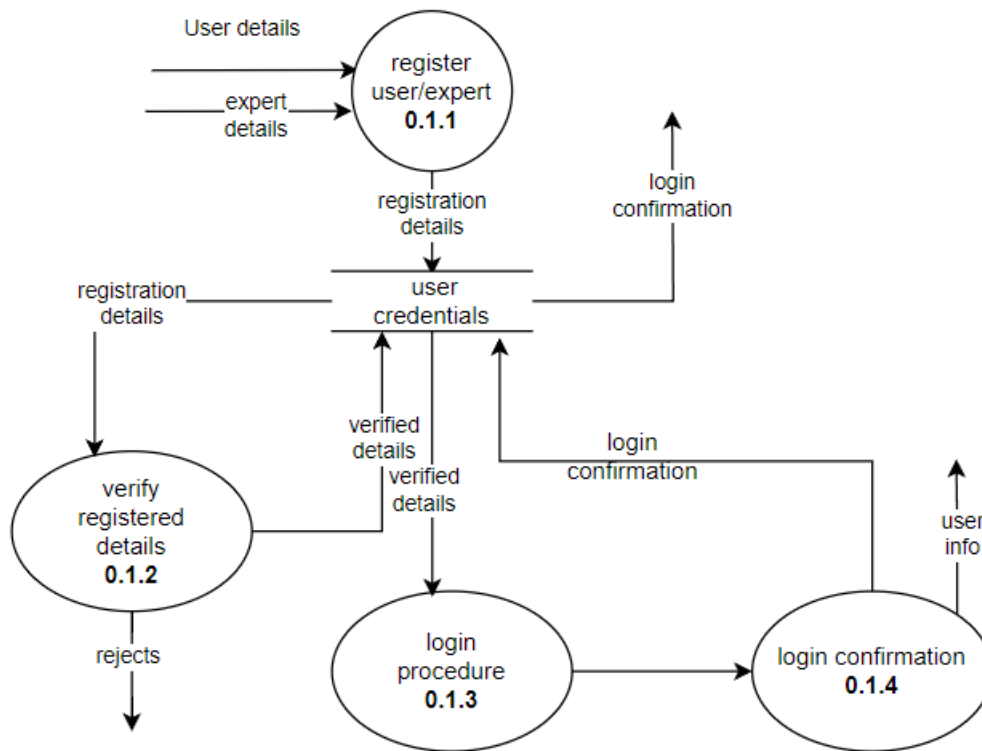 User details
register
user/expert
0.1.1
expert
details
registration
details
login
confirmation
user
credentials
registration
details
verified
details
verified
details
login
confirmation
user
info
verify
registered
details
0.1.2
rejects
login
procedure
0.1.3
login confirmation
0.1.4